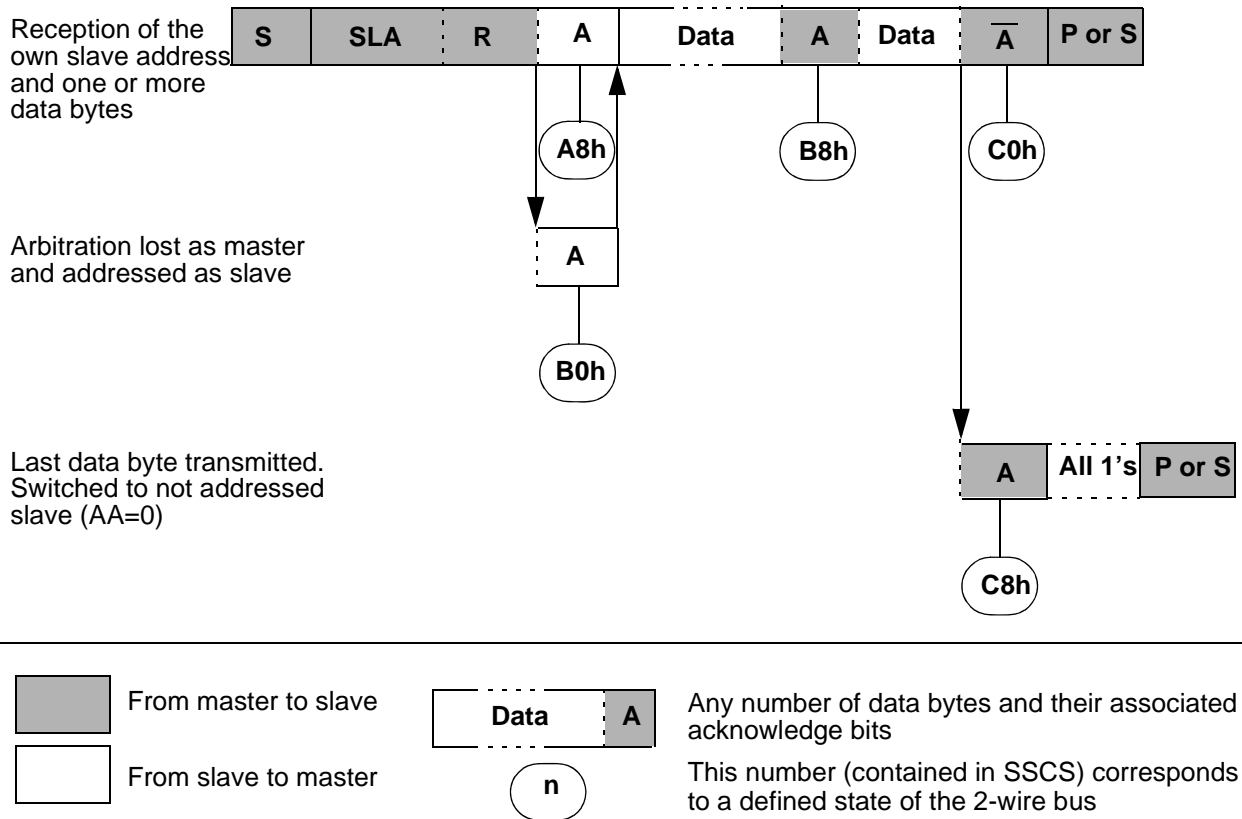 Reception of the
own slave address
and one or more
data bytes
S SLA R A Data A Data A̅ P or S
A8h B8h C0h
Arbitration lost as master
and addressed as slave
A
B0h
Last data byte transmitted.
Switched to not addressed
slave (AA=0)
A All 1's P or S
C8h
From master to slave
From slave to master
Data A
n
Any number of data bytes and their associated
acknowledge bits
This number (contained in SSCS) corresponds
to a defined state of the 2-wire bus